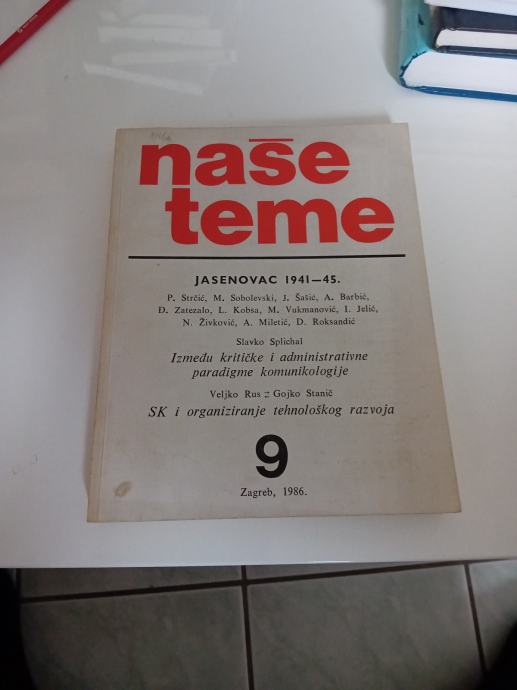 naše
teme
JASENOVAC 1941—45.
P. Strčić, M. Sobolevski, J. Šašić, A. Barbić,
Đ. Zatezalo, L. Kobsa, M. Vukmanović, I. Jelić,
N. Živković, A. Miletić, D. Roksandić
Slavko Splichal
Između kritičke i administrativne
paradigme komunikologije
Veljko Rus - Gojko Stanič
SK i organiziranje tehnološkog razvoja
9
Zagreb, 1986.